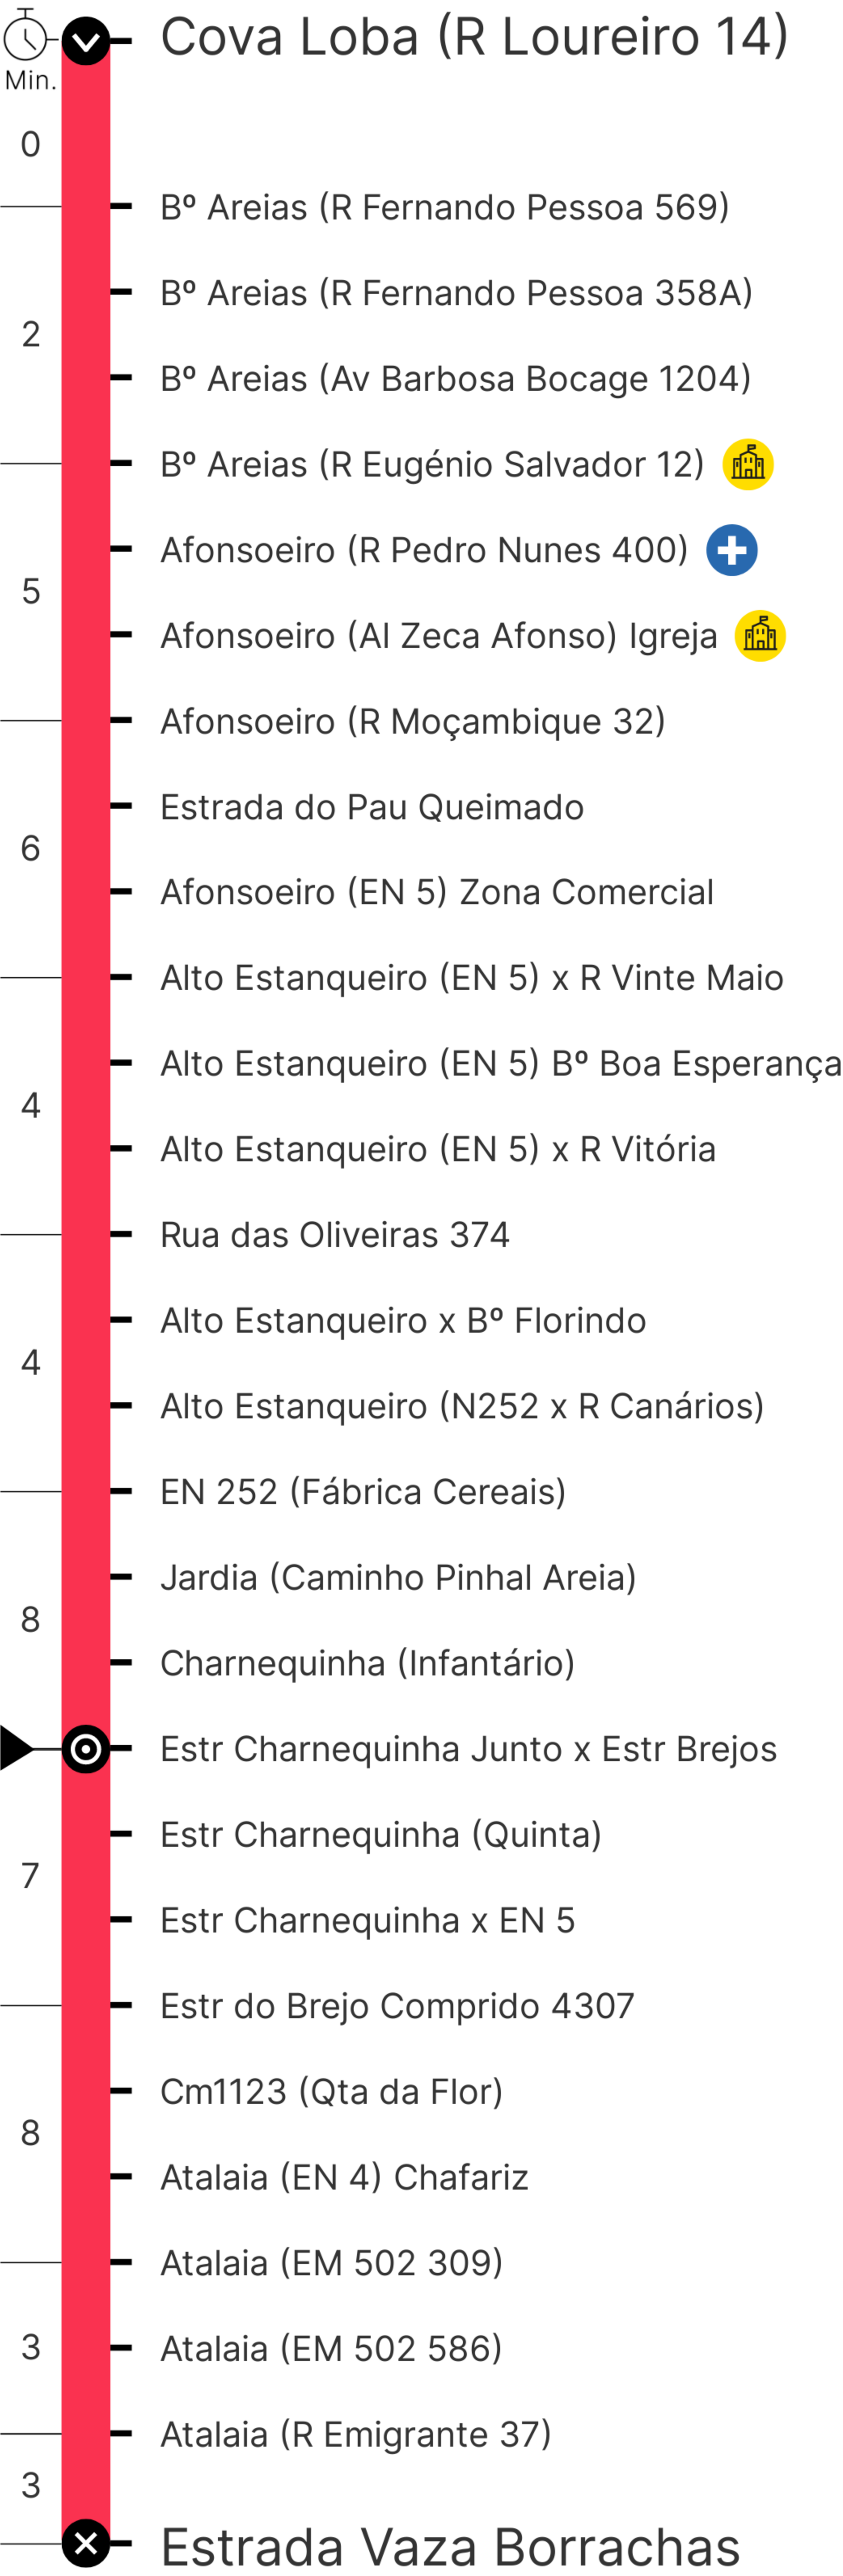 Cova Loba (R Loureiro 14)
Min.
0
Bº Areias (R Fernando Pessoa 569)
Bº Areias (R Fernando Pessoa 358A)
2
Bº Areias (Av Barbosa Bocage 1204)
Bº Areias (R Eugénio Salvador 12)
Afonsoeiro (R Pedro Nunes 400)
5
Afonsoeiro (Al Zeca Afonso) Igreja
Afonsoeiro (R Moçambique 32)
Estrada do Pau Queimado
6
Afonsoeiro (EN 5) Zona Comercial
Alto Estanqueiro (EN 5) x R Vinte Maio
Alto Estanqueiro (EN 5) Bº Boa Esperança
4
Alto Estanqueiro (EN 5) x R Vitória
Rua das Oliveiras 374
Alto Estanqueiro x Bº Florindo
4
Alto Estanqueiro (N252 x R Canários)
EN 252 (Fábrica Cereais)
Jardia (Caminho Pinhal Areia)
8
Charnequinha (Infantário)
Estr Charnequinha Junto x Estr Brejos
Estr Charnequinha (Quinta)
7
Estr Charnequinha x EN 5
Estr do Brejo Comprido 4307
Cm1123 (Qta da Flor)
8
Atalaia (EN 4) Chafariz
Atalaia (EM 502 309)
3
Atalaia (EM 502 586)
Atalaia (R Emigrante 37)
3
Estrada Vaza Borrachas